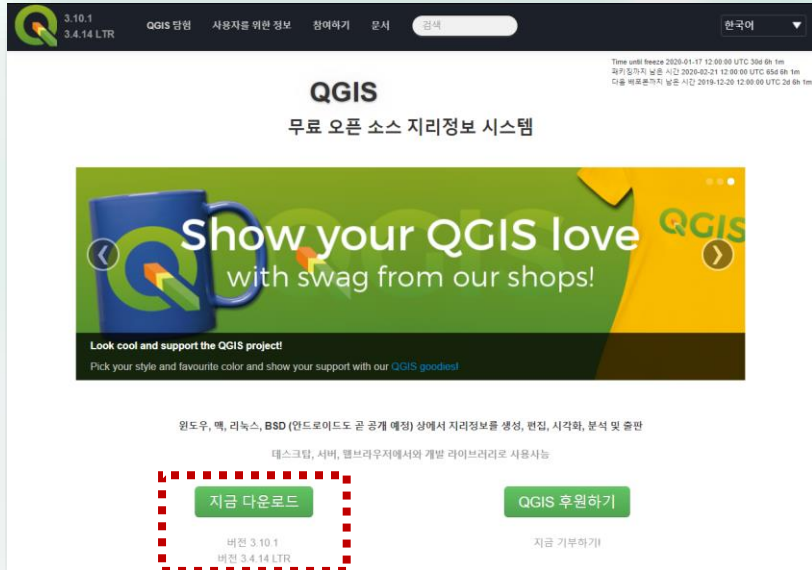 3.10.1
3.4.14 LTR
QGIS 탐험
사용자를 위한 정보
참여하기
문서
검색
한국어
Time until freeze 2020-01-17 12:00:00 UTC 30d 6h 1m
패키징까지 남은 시간 2020-02-21 12:00:00 UTC 65d 6h 1m
다음 배포본까지 남은 시간 2019-12-20 12:00:00 UTC 2d 6h 1m
QGIS
무료 오픈 소스 지리정보 시스템
QGIS
Show your QGIS love
with swag from our shops!
Look cool and support the QGIS project!
Pick your style and favourite color and show your support with our QGIS goodies!
윈도우, 맥, 리눅스, BSD (안드로이드도 곧 공개 예정) 상에서 지리정보를 생성, 편집, 시각화, 분석 및 출판
데스크탑, 서버, 웹브라우저에서와 개발 라이브러리로 사용사능
지금 다운로드
버전 3.10.1
버전 3.4.14 LTR
QGIS 후원하기
지금 기부하기!